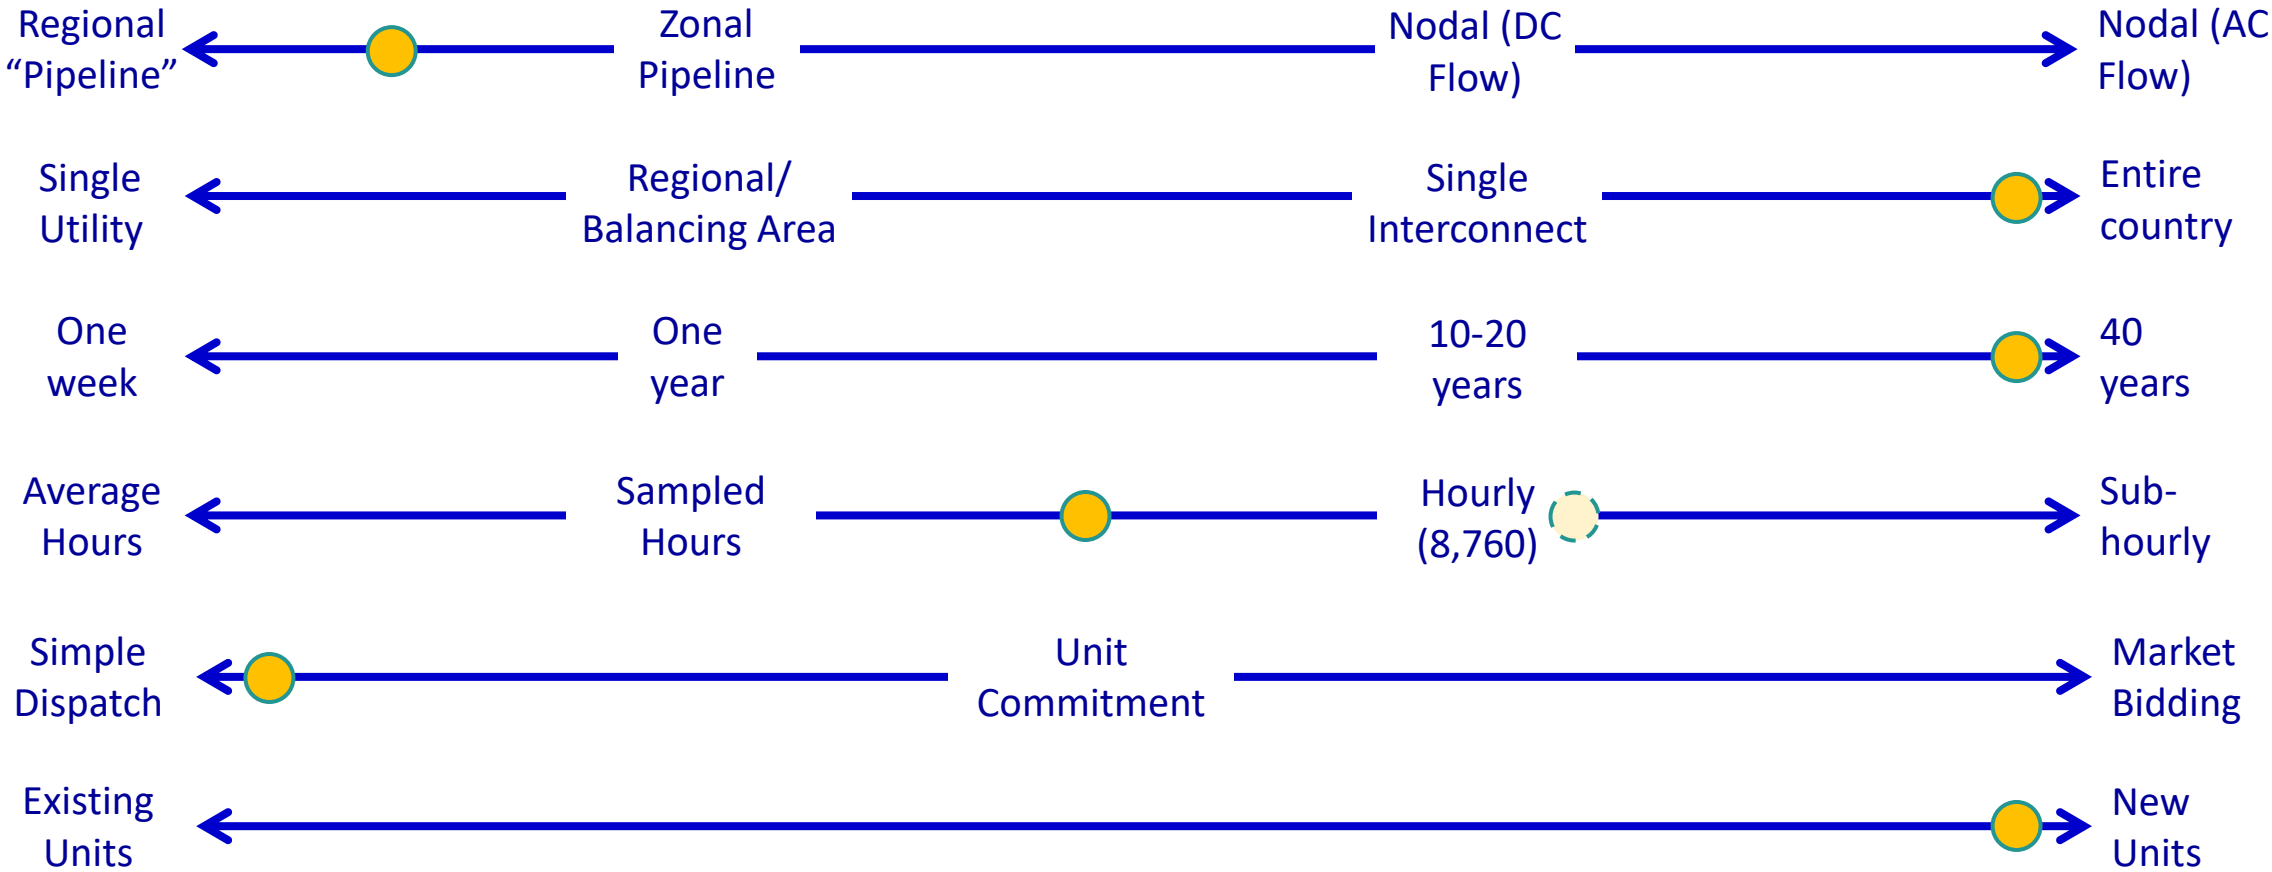 Regional
“Pipeline”
Zonal
Pipeline
Nodal (DC
Flow)
Nodal (AC
Flow)
Single
Utility
Regional/
Balancing Area
Single
Interconnect
Entire
country
One
week
One
year
10-20
years
40
years
Average
Hours
Sampled
Hours
Hourly
(8,760)
Sub-
hourly
Simple
Dispatch
Unit
Commitment
Market
Bidding
Existing
Units
New
Units